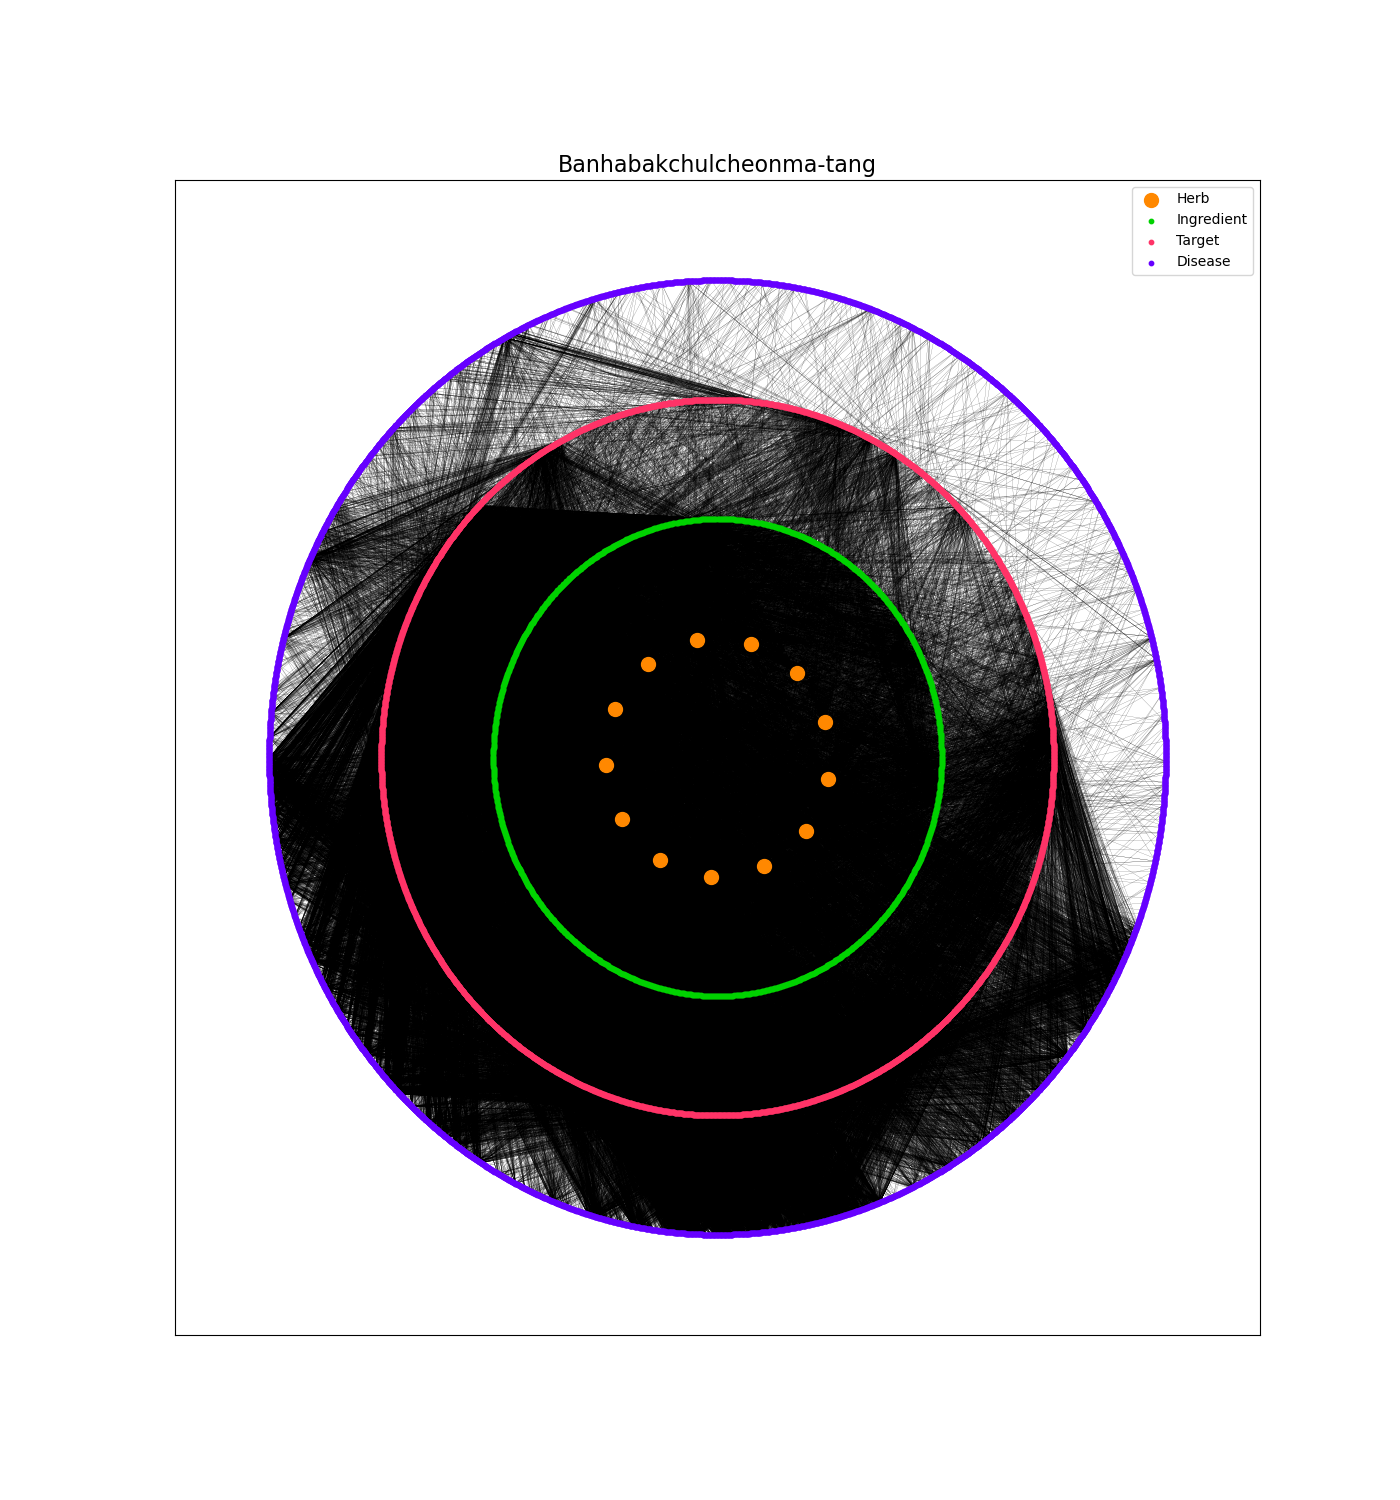 Banhabakchulcheonma-tang
Herb
Ingredient
Target
Disease